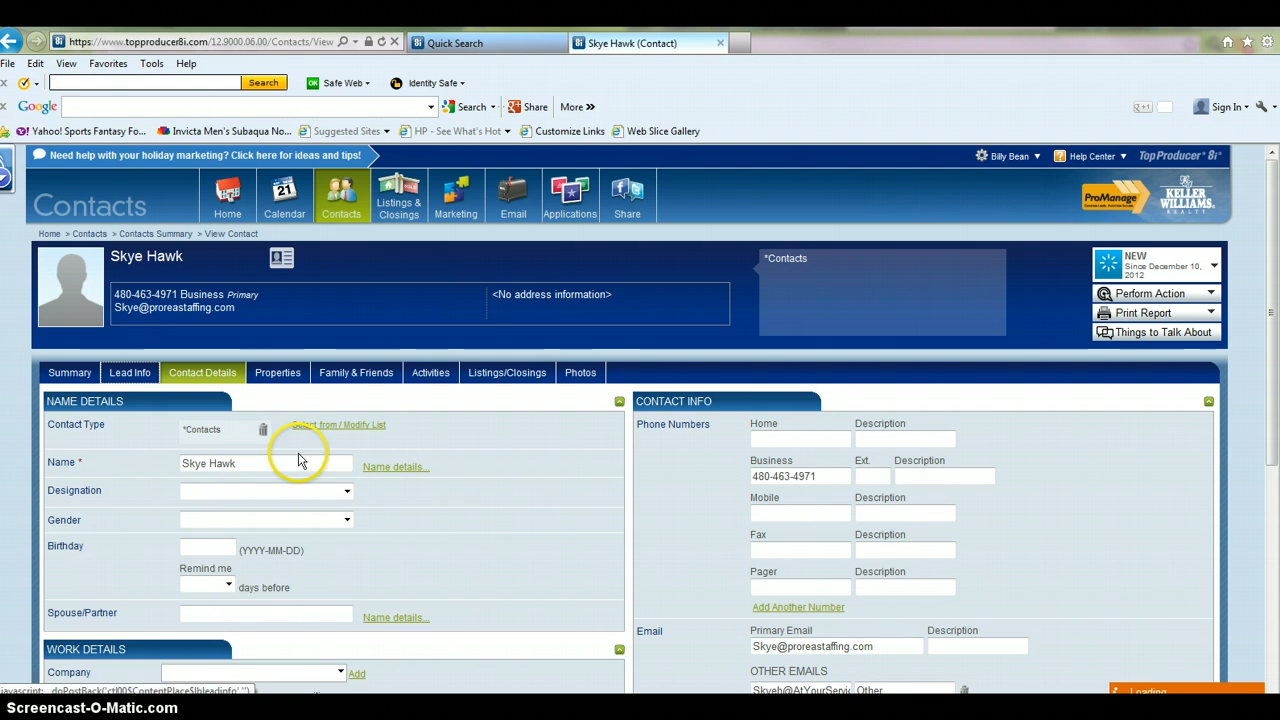 https://www.topproducer8i.com/12.9000.06.00/Contacts/View
8i Quick Search
8i Skye Hawk (Contact)
File Edit View Favorites Tools Help
Search
OK Safe Web
Identity Safe
Google
Search
Share
More »
+1
Sign In
Yahoo! Sports Fantasy Fo...
Invicta Men's Subaqua No...
Suggested Sites
HP - See What's Hot
Customize Links
Web Slice Gallery
Need help with your holiday marketing? Click here for ideas and tips!
Billy Bean
Help Center
TOP PRODUCER® 8i®
Contacts
Home
Calendar
Contacts
Listings & Closings
Marketing
Email
Applications
Share
ProManage
KELLER WILLIAMS REALTY
Home > Contacts > Contacts Summary > View Contact
Skye Hawk
480-463-4971 Business Primary
Skye@proreastaffing.com
<No address information>
*Contacts
NEW
Since December 10, 2012
Perform Action
Print Report
Things to Talk About
Summary
Lead Info
Contact Details
Properties
Family & Friends
Activities
Listings/Closings
Photos
NAME DETAILS
Contact Type
*Contacts
Select from / Modify List
Name *
Skye Hawk
Name details...
Designation
Gender
Birthday
(YYYY-MM-DD)
Remind me
days before
Spouse/Partner
Name details...
WORK DETAILS
Company
Add
CONTACT INFO
Phone Numbers
Home
Description
Business
Ext.
Description
480-463-4971
Mobile
Description
Fax
Description
Pager
Description
Add Another Number
Email
Primary Email
Description
Skye@proreastaffing.com
OTHER EMAILS
Skyeh@AtYourServi
Other
Loading
Screencast-O-Matic.com